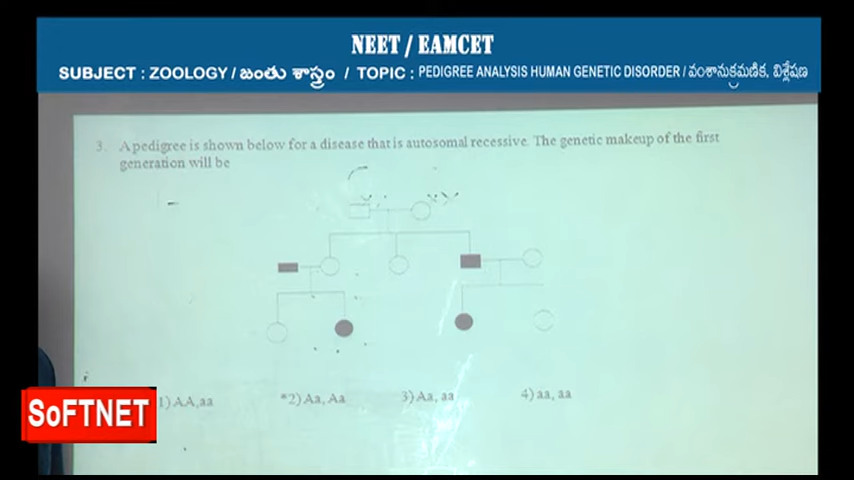 NEET / EAMCET
SUBJECT : ZOOLOGY / జంతు శాస్త్రం / TOPIC : PEDIGREE ANALYSIS HUMAN GENETIC DISORDER / వంశానుక్రమణిక, విశ్లేషణ
3. A pedigree is shown below for a disease that is autosomal recessive. The genetic makeup of the first
generation will be
1) AA,aa *2) Aa, Aa 3) Aa, aa 4) aa, aa
SoFTNET